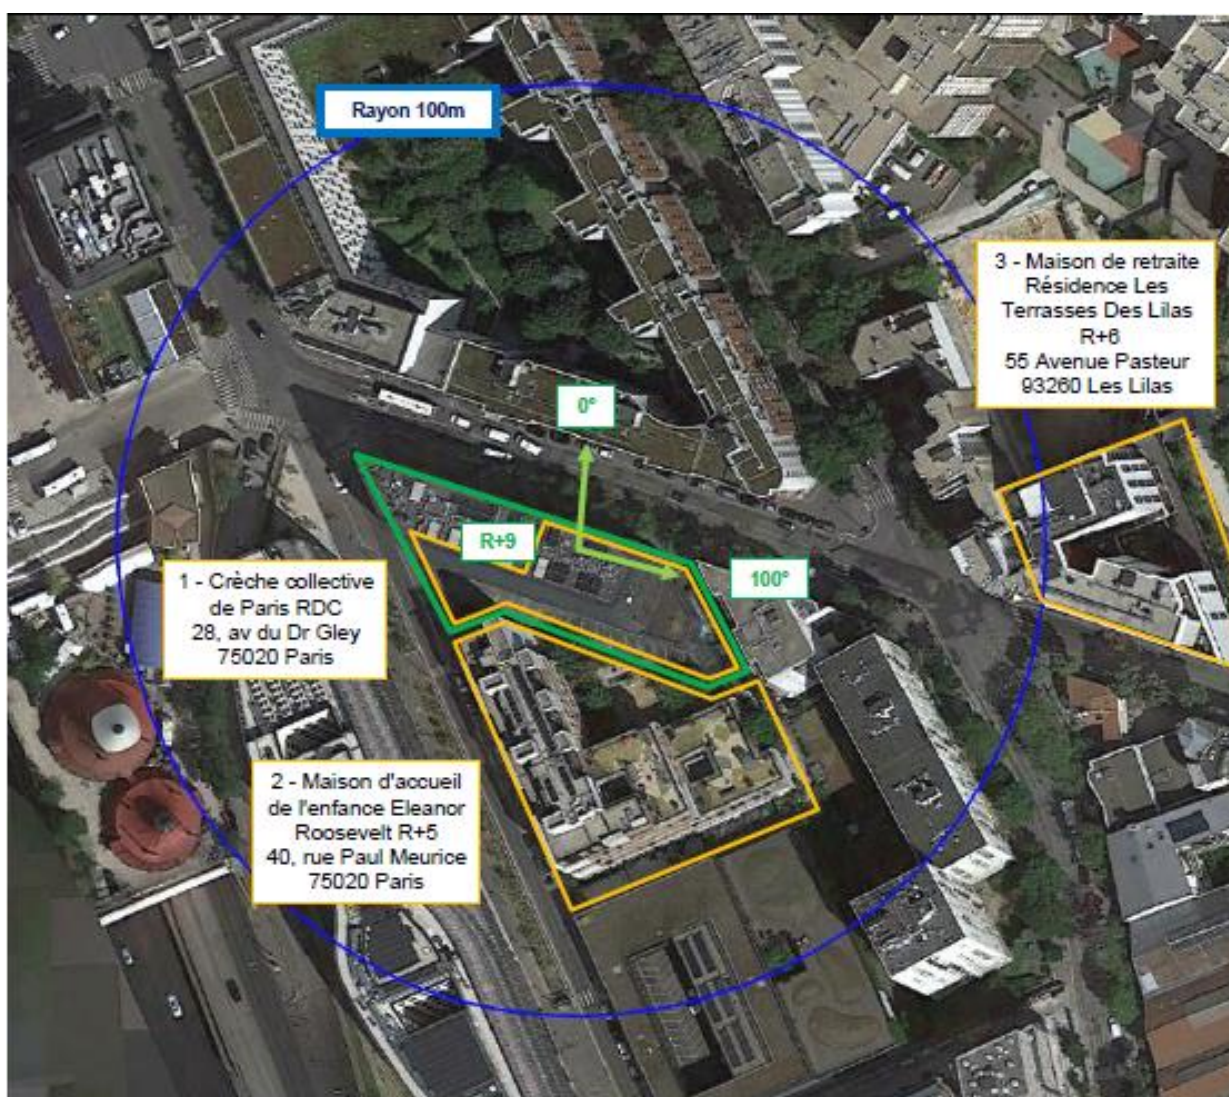 Rayon 100m
3 - Maison de retraite
Résidence Les
Terrasses Des Lilas
R+6
55 Avenue Pasteur
93260 Les Lilas
0°
R+9
100°
1 - Crèche collective
de Paris RDC
28, av du Dr Gley
75020 Paris
2 - Maison d'accueil
de l'enfance Eleanor
Roosevelt R+5
40, rue Paul Meurice
75020 Paris